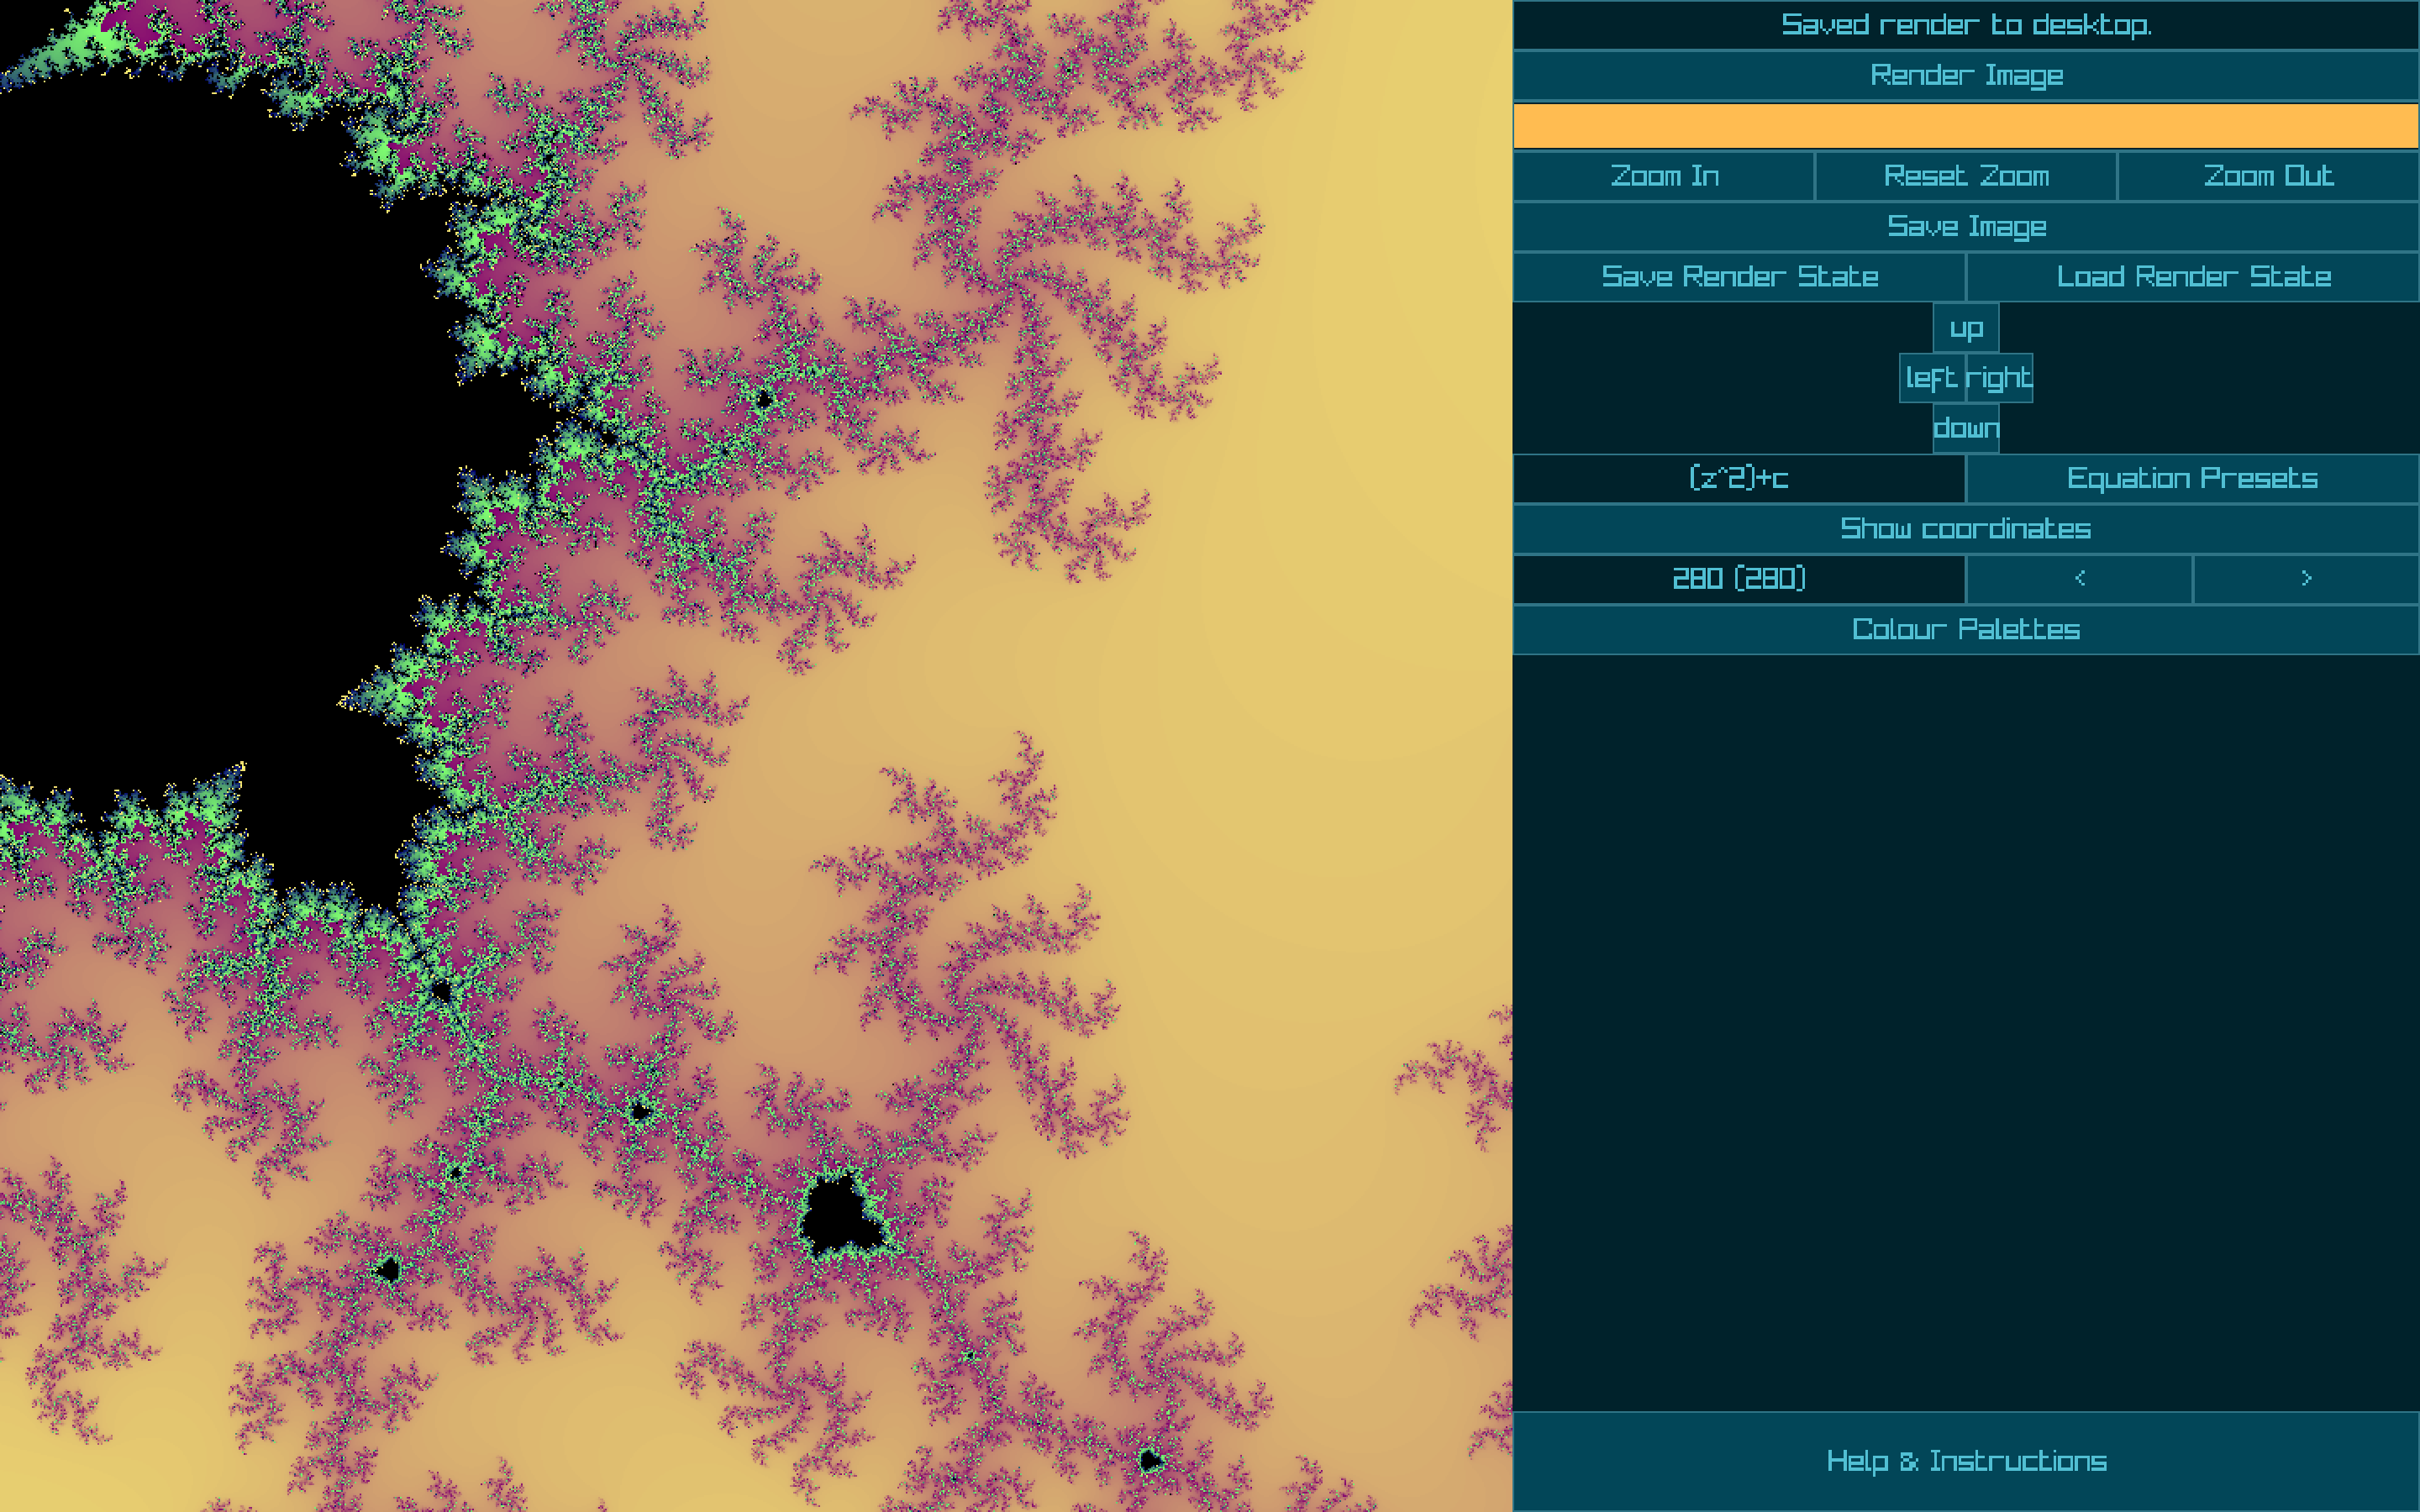 Saved render to desktop.
Render Image
Zoom In Reset Zoom Zoom Out
Save Image
Save Render State Load Render State
up
left right
down
(z^2)+c Equation Presets
Show coordinates
280 (280) < >
Colour Palettes
Help & Instructions